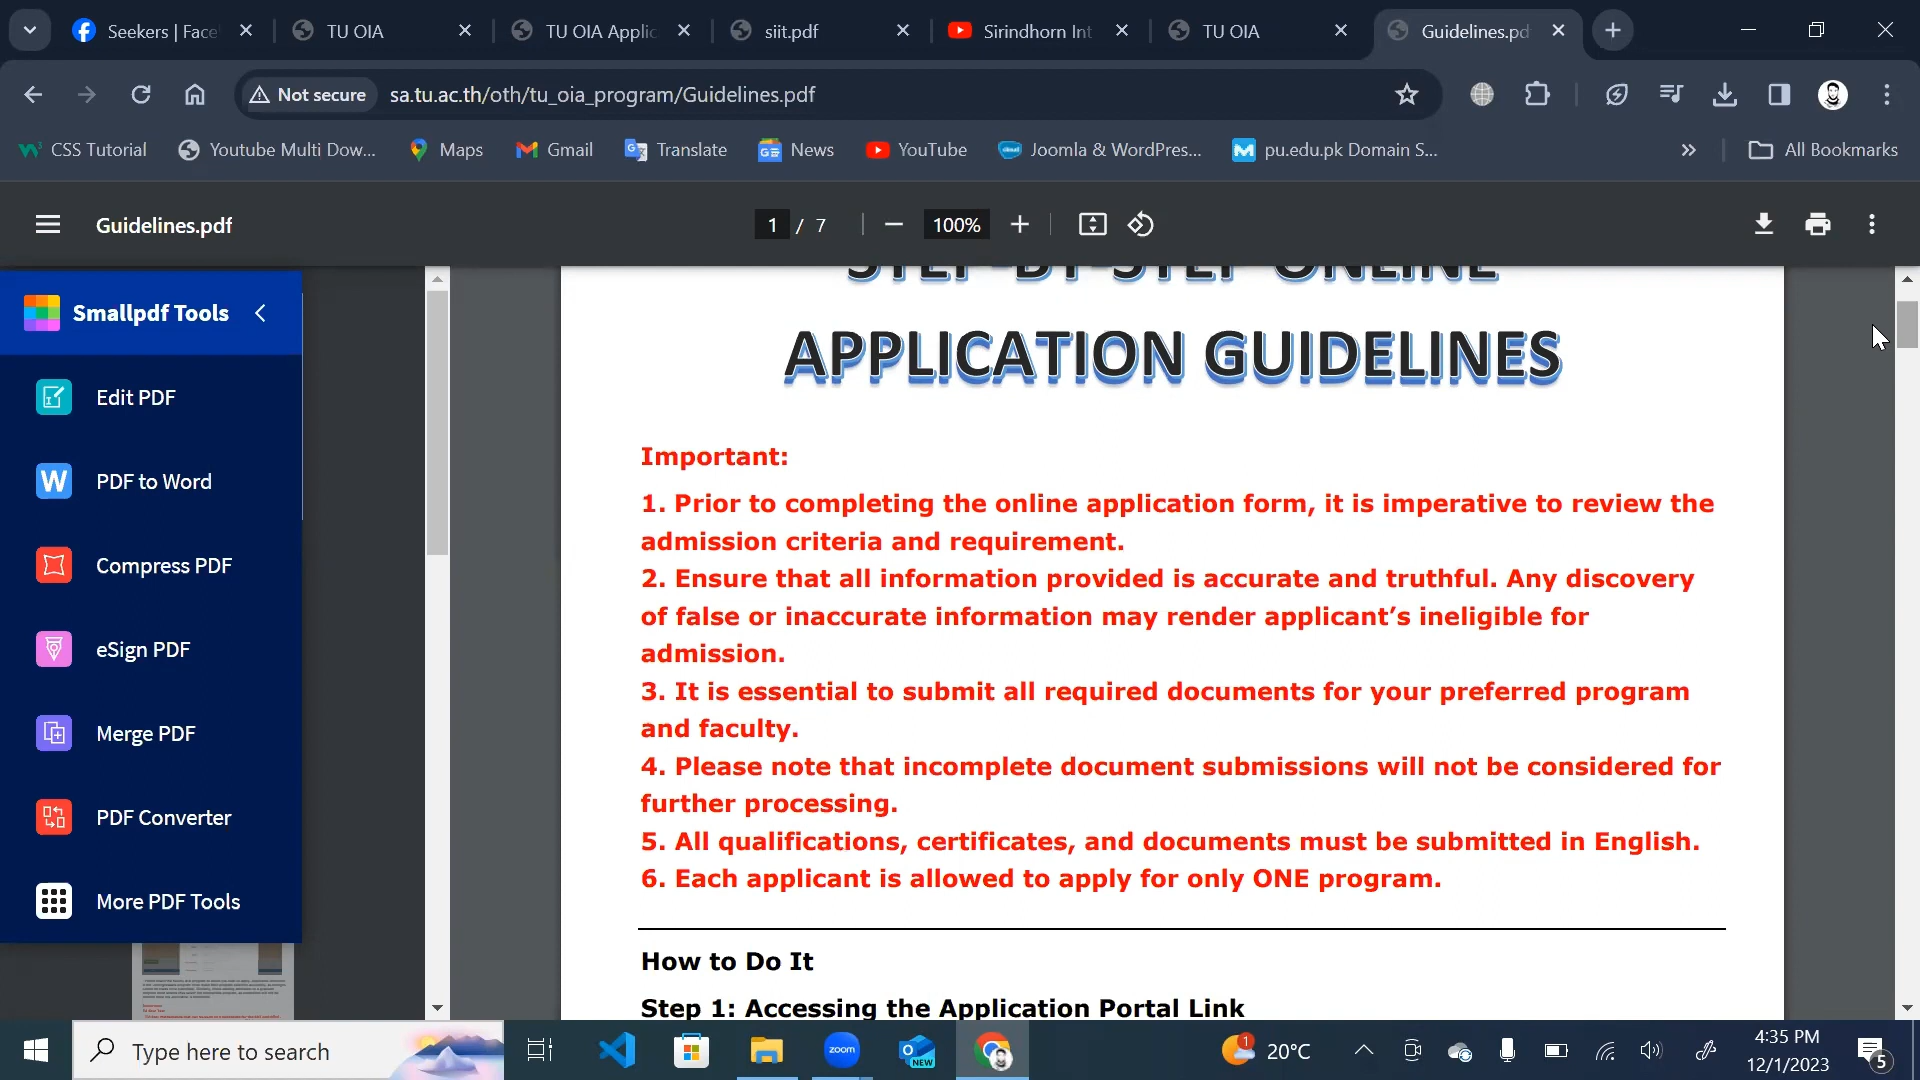 Seekers | Face
TU OIA
TU OIA Applic
siit.pdf
Sirindhorn Int
TU OIA
Guidelines.pd
Not secure
sa.tu.ac.th/oth/tu_oia_program/Guidelines.pdf
CSS Tutorial
Youtube Multi Dow...
Maps
Gmail
Translate
News
YouTube
Joomla & WordPres...
pu.edu.pk Domain S...
All Bookmarks
Guidelines.pdf
1 / 7
100%
Smallpdf Tools
Edit PDF
PDF to Word
Compress PDF
eSign PDF
Merge PDF
PDF Converter
More PDF Tools
STEP-BY-STEP ONLINE
APPLICATION GUIDELINES
Important:
1. Prior to completing the online application form, it is imperative to review the
admission criteria and requirement.
2. Ensure that all information provided is accurate and truthful. Any discovery
of false or inaccurate information may render applicant’s ineligible for
admission.
3. It is essential to submit all required documents for your preferred program
and faculty.
4. Please note that incomplete document submissions will not be considered for
further processing.
5. All qualifications, certificates, and documents must be submitted in English.
6. Each applicant is allowed to apply for only ONE program.
How to Do It
Step 1: Accessing the Application Portal Link
Type here to search
zoom
NEW
1
20°C
4:35 PM
12/1/2023
5